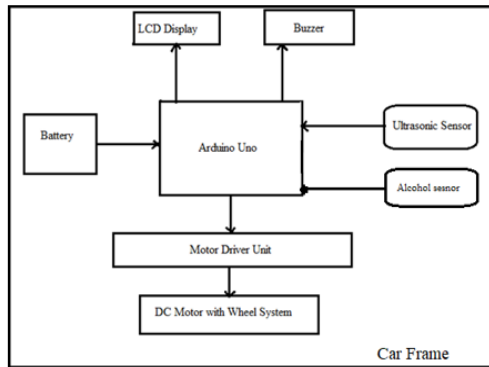 LCD Display
Buzzer
Battery
Arduino Uno
Ultrasonic Sensor
Alcohol sesnor
Motor Driver Unit
DC Motor with Wheel System
Car Frame